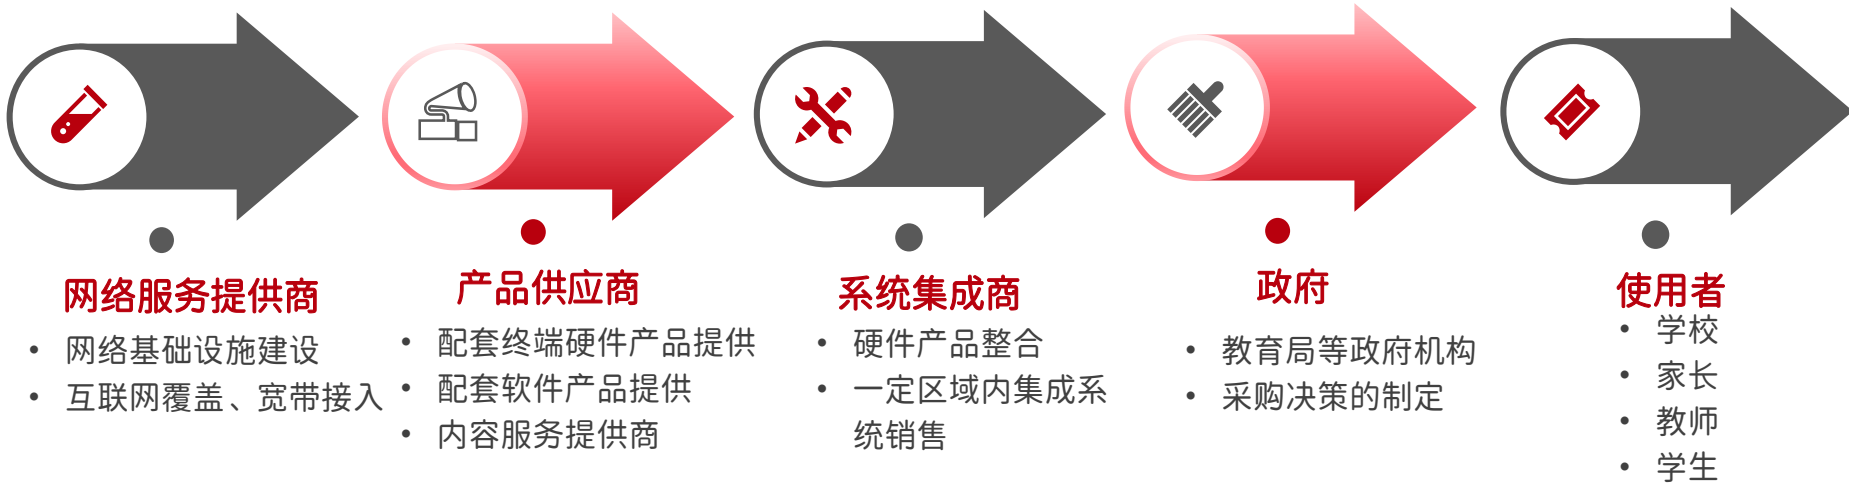 网络服务提供商
• 网络基础设施建设
• 互联网覆盖、宽带接入
产品供应商
• 配套终端硬件产品提供
• 配套软件产品提供
• 内容服务提供商
系统集成商
• 硬件产品整合
• 一定区域内集成系
统销售
政府
• 教育局等政府机构
• 采购决策的制定
使用者
• 学校
• 家长
• 教师
• 学生